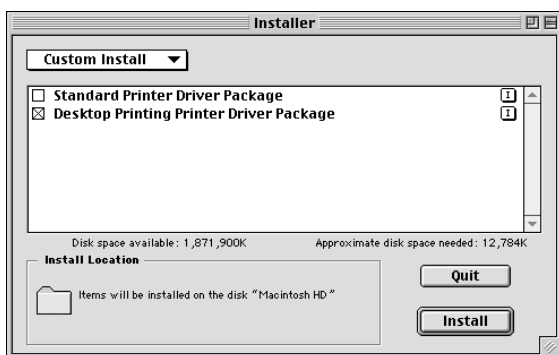 Installer
Custom Install
Standard Printer Driver Package I
Desktop Printing Printer Driver Package I
Disk space available: 1,871,900K Approximate disk space needed: 12,784K
Install Location
Items will be installed on the disk "Macintosh HD"
Quit
Install